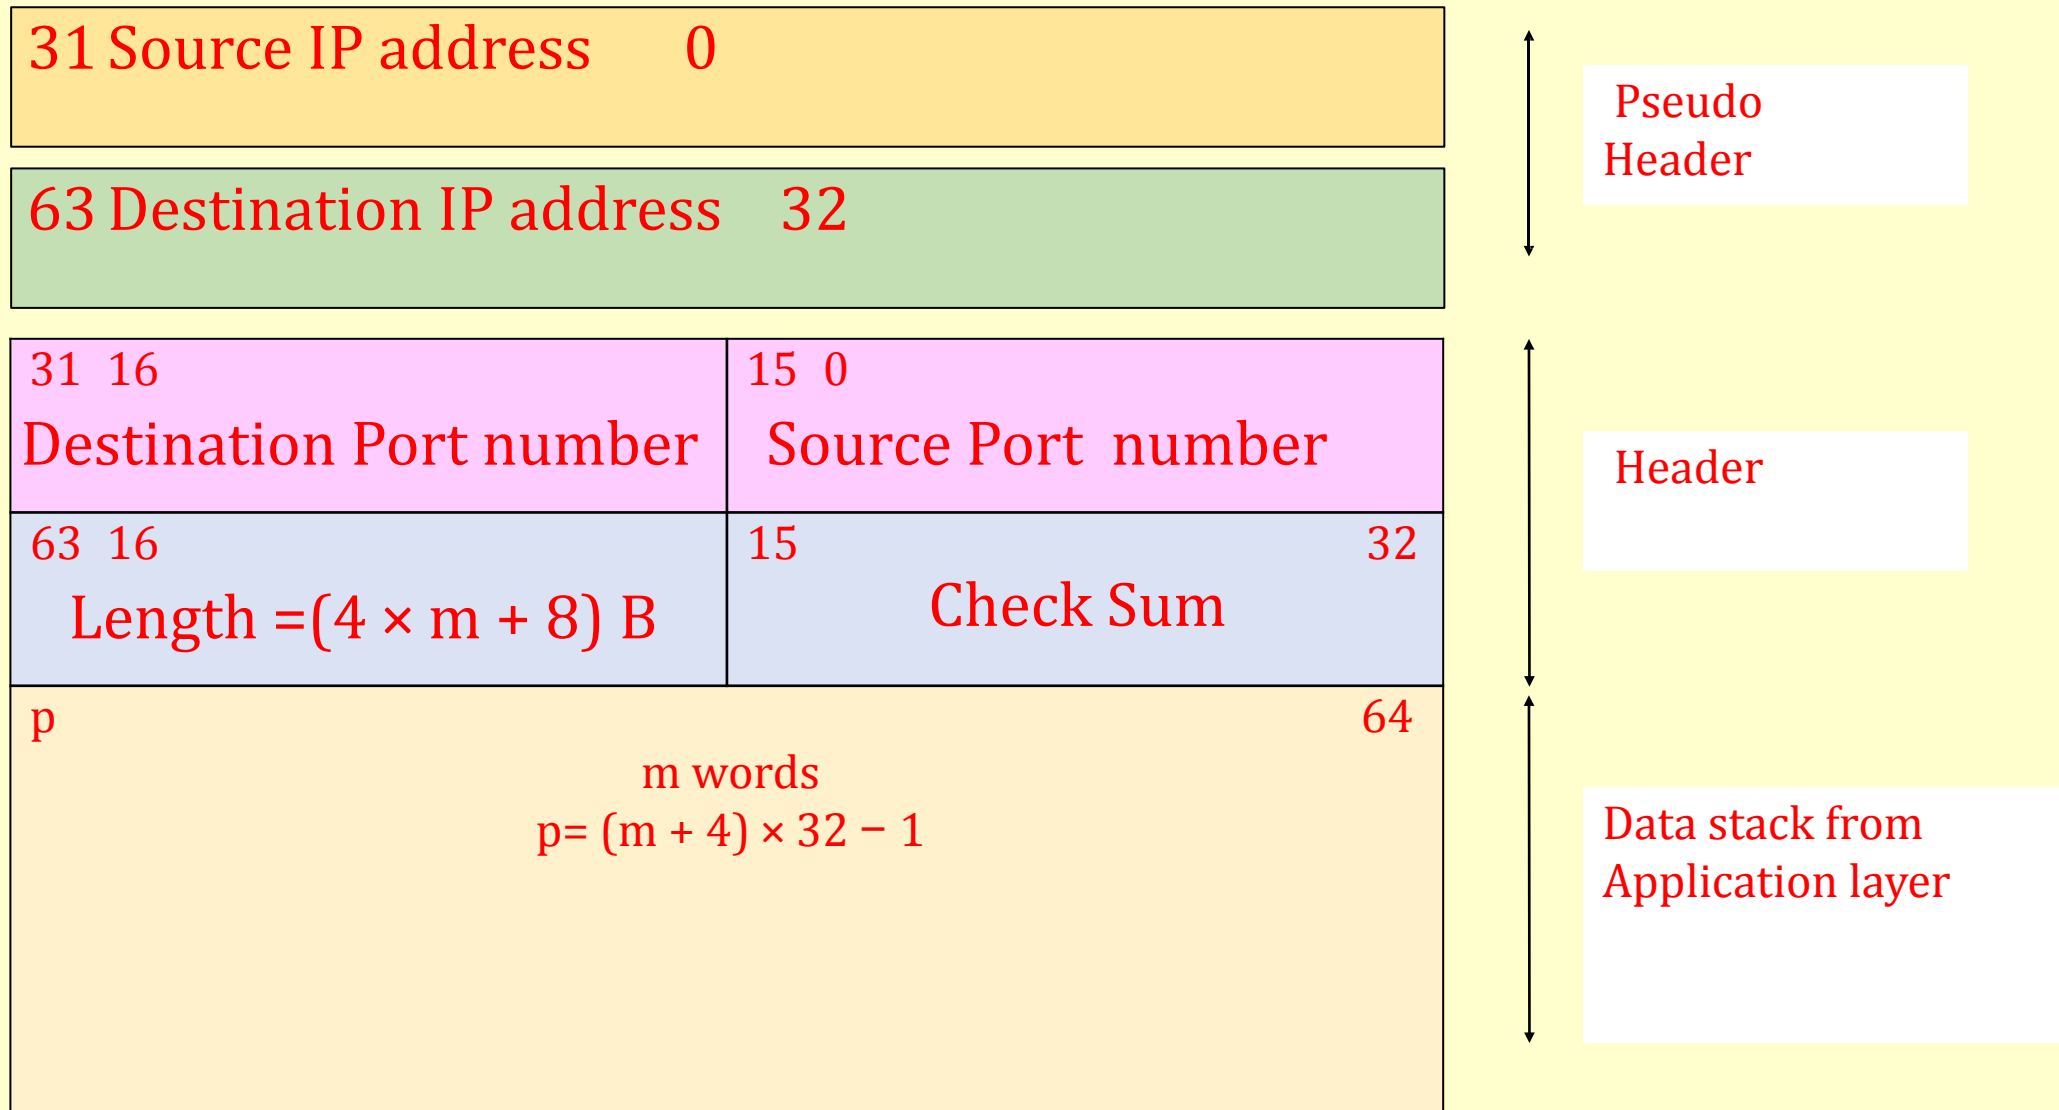 31 Source IP address 0
Pseudo
Header
63 Destination IP address 32
31 16
15 0
Destination Port number
Source Port number
Header
63 16
15 32
Length =(4 × m + 8) B
Check Sum
p 64
m words
p= (m + 4) × 32 − 1
Data stack from
Application layer